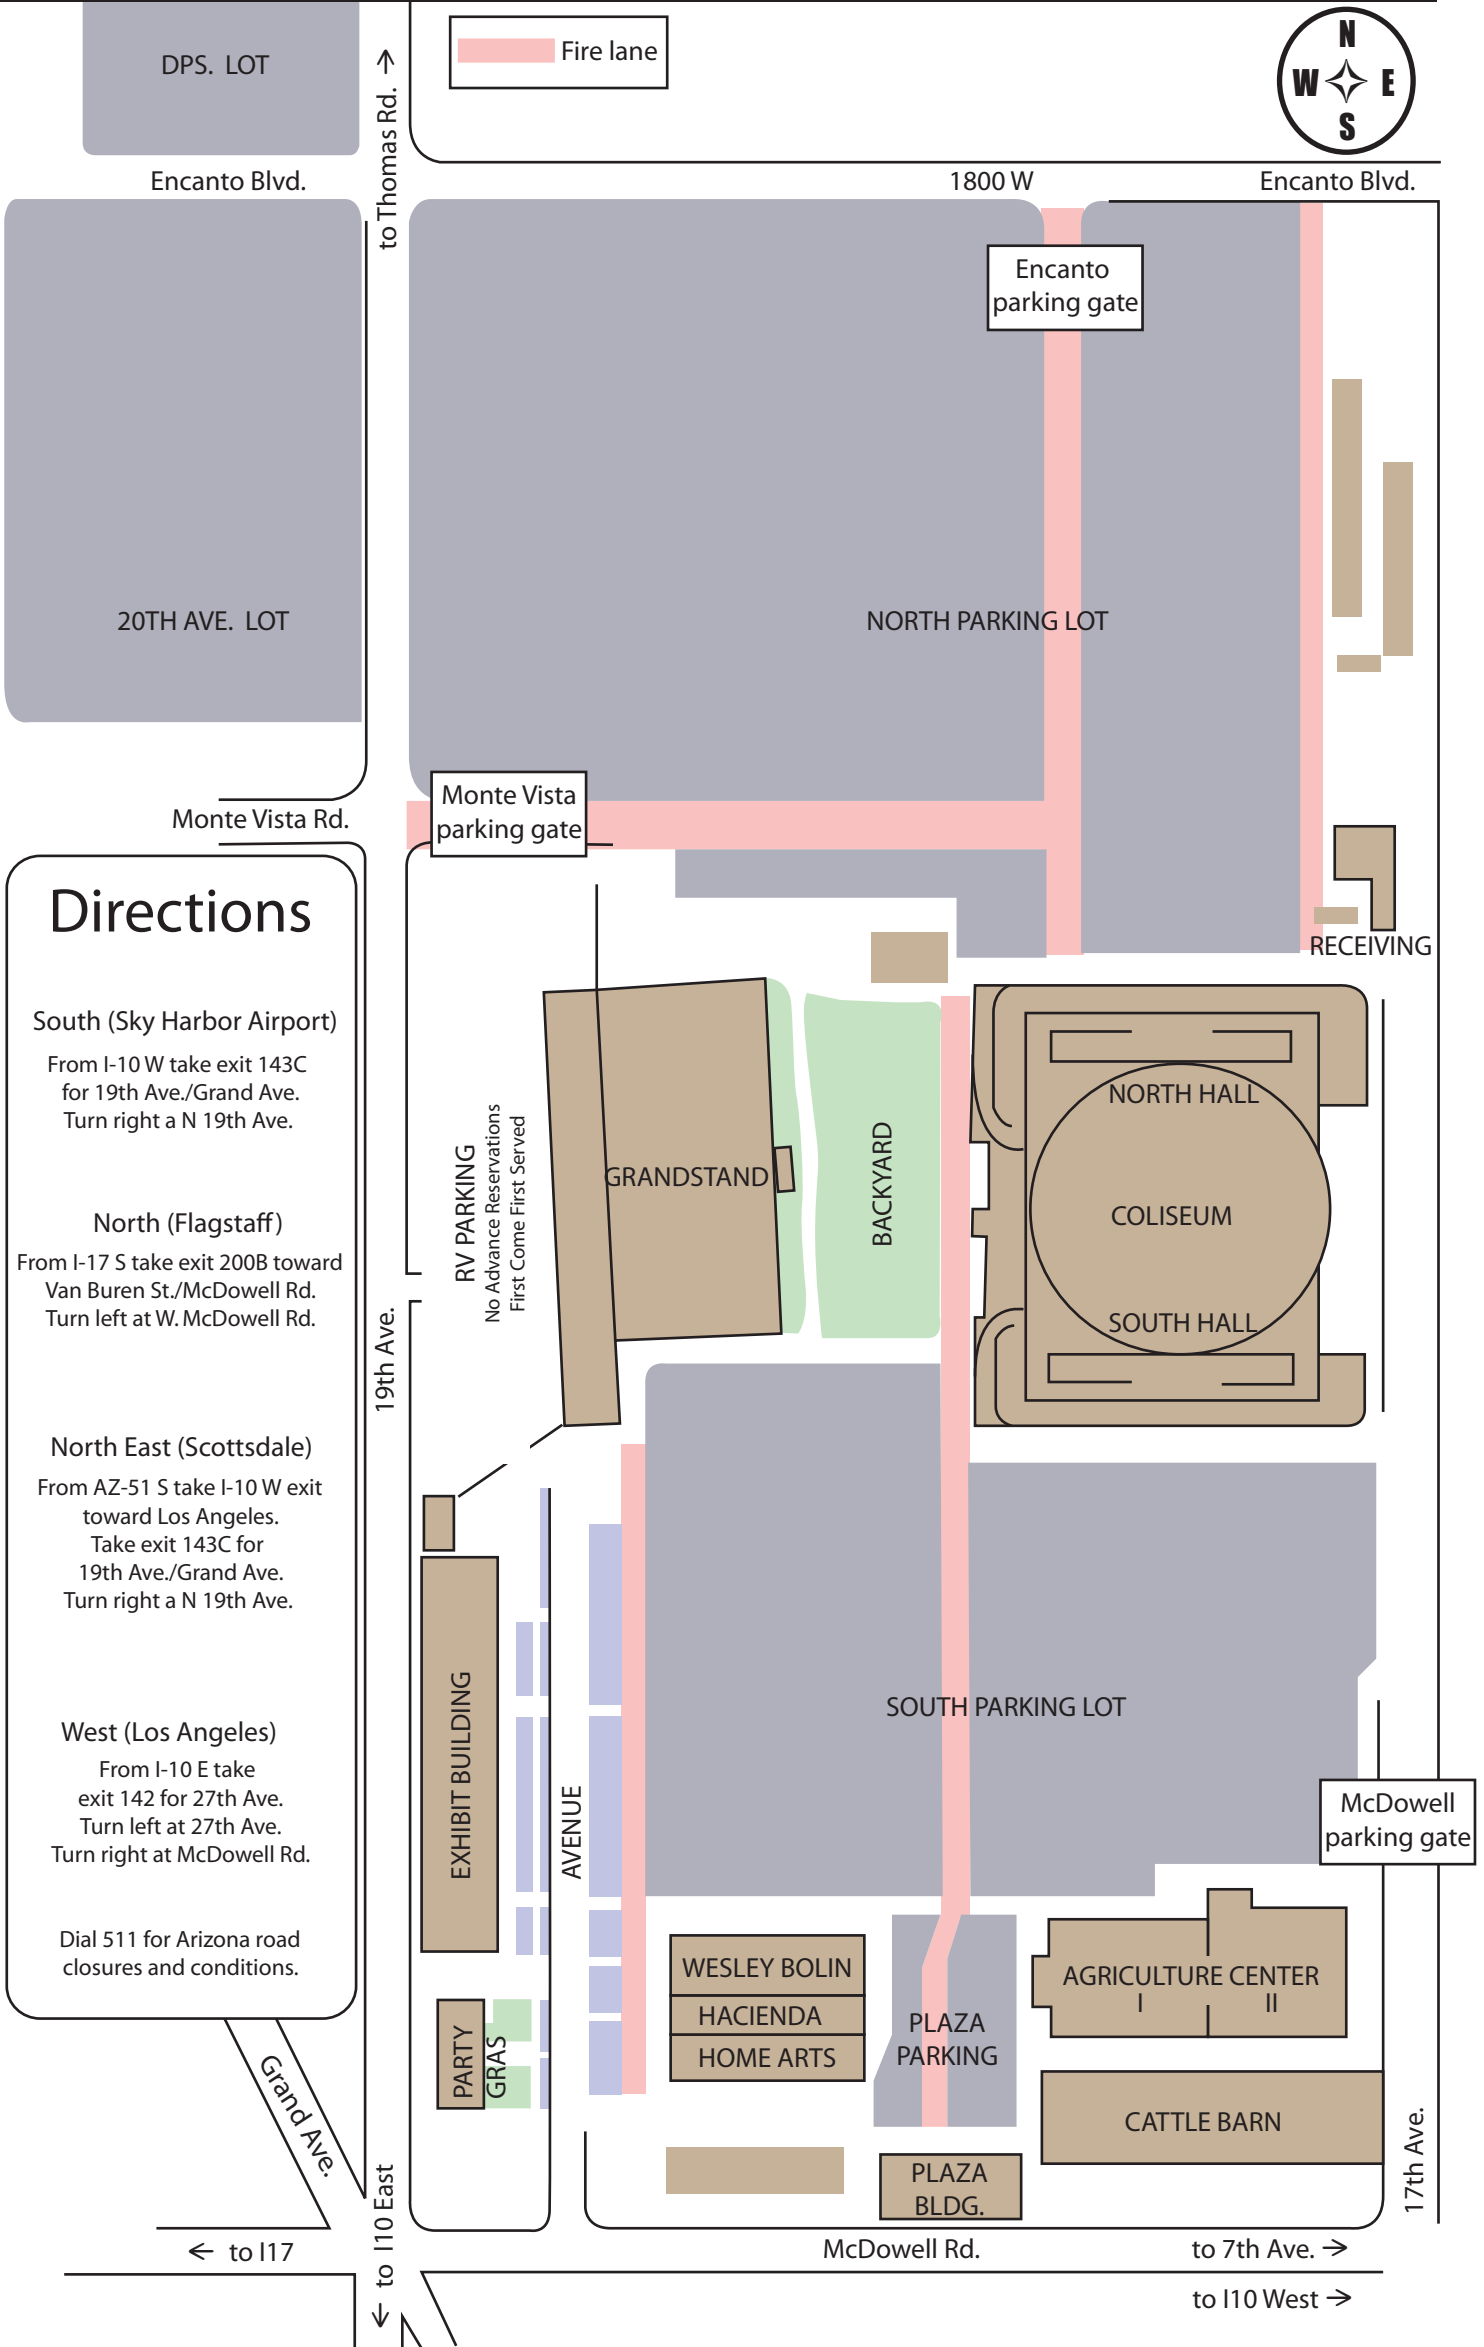 DPS. LOT
to Thomas Rd. →
Fire lane
N
W E
S
Encanto Blvd.
1800 W
Encanto Blvd.
Encanto
parking gate
20TH AVE. LOT
NORTH PARKING LOT
Monte Vista Rd.
Monte Vista
parking gate
RECEIVING
Directions
South (Sky Harbor Airport)
From I-10 W take exit 143C
for 19th Ave./Grand Ave.
Turn right a N 19th Ave.
North (Flagstaff)
From I-17 S take exit 200B toward
Van Buren St./McDowell Rd.
Turn left at W. McDowell Rd.
North East (Scottsdale)
From AZ-51 S take I-10 W exit
toward Los Angeles.
Take exit 143C for
19th Ave./Grand Ave.
Turn right a N 19th Ave.
West (Los Angeles)
From I-10 E take
exit 142 for 27th Ave.
Turn left at 27th Ave.
Turn right at McDowell Rd.
Dial 511 for Arizona road
closures and conditions.
19th Ave.
RV PARKING
No Advance Reservations
First Come First Served
GRANDSTAND
BACKYARD
NORTH HALL
COLISEUM
SOUTH HALL
SOUTH PARKING LOT
EXHIBIT BUILDING
AVENUE
McDowell
parking gate
WESLEY BOLIN
HACIENDA
HOME ARTS
PLAZA
PARKING
AGRICULTURE CENTER
I II
PARTY
GRAS
CATTLE BARN
PLAZA
BLDG.
17th Ave.
Grand Ave.
← to I10 East
← to I17
McDowell Rd.
to 7th Ave. →
to I10 West →